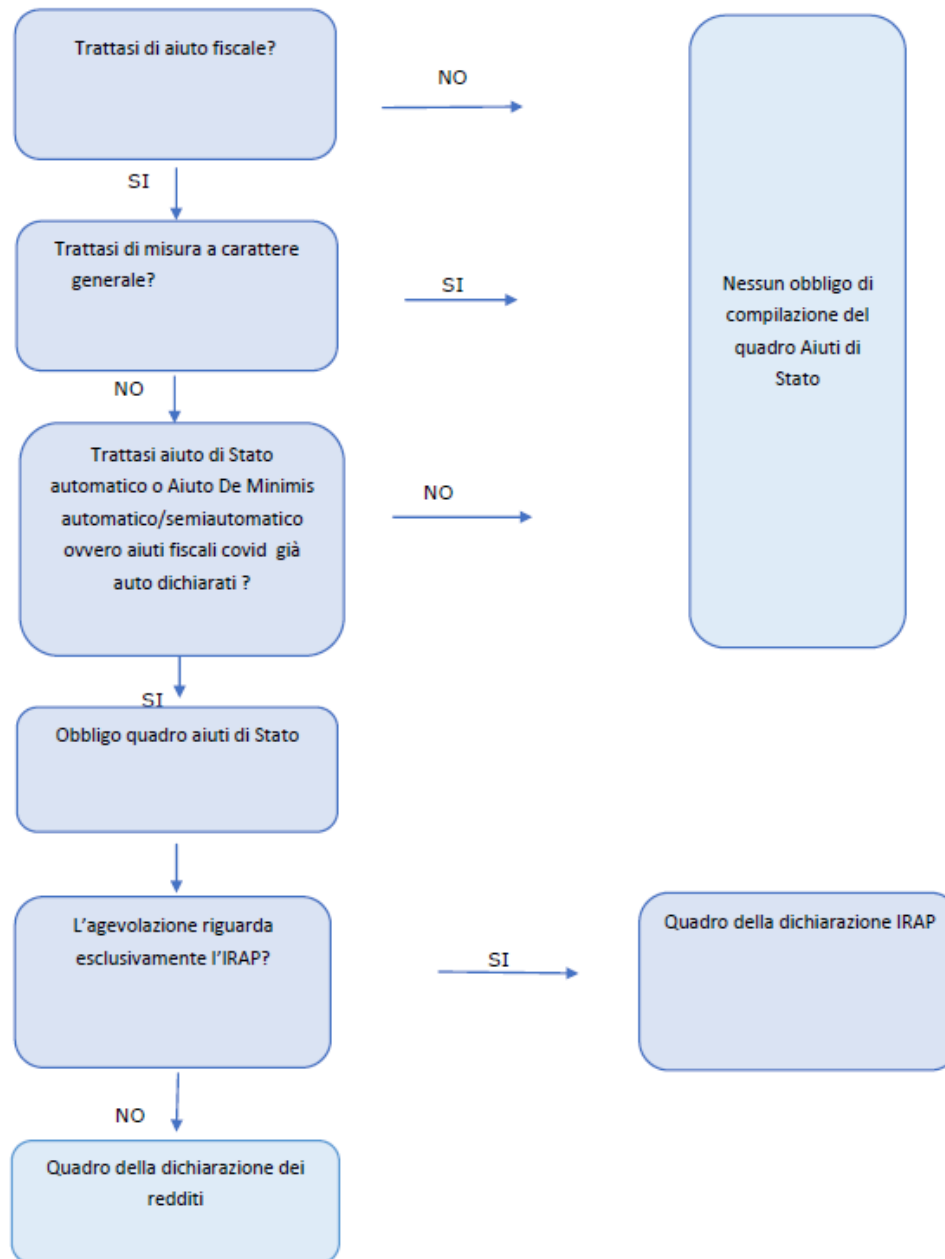 Trattasi di aiuto fiscale?
NO
SI
Trattasi di misura a carattere
generale?
SI
Nessun obbligo di
compilazione del
quadro Aiuti di
Stato
NO
Trattasi aiuto di Stato
automatico o Aiuto De Minimis
automatico/semiautomatico
ovvero aiuti fiscali covid già
auto dichiarati ?
NO
SI
Obbligo quadro aiuti di Stato
L'agevolazione riguarda
esclusivamente l'IRAP?
SI
Quadro della dichiarazione IRAP
NO
Quadro della dichiarazione dei
redditi